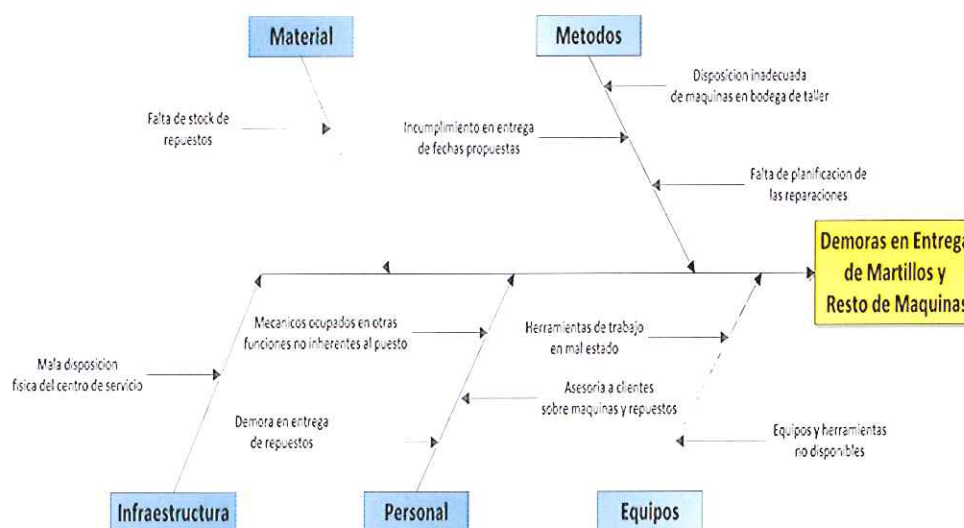 Material
Metodos
Disposicion inadecuada
de maquinas en bodega de taller
Falta de stock de
repuestos
Incumplimiento en entrega
de fechas propuestas
Falta de planificacion de
las reparaciones
Demoras en Entrega
de Martillos y
Resto de Maquinas
Mecanicos ocupados en otras
funciones no inherentes al puesto
Herramientas de trabajo
en mal estado
Mala disposicion
fisica del centro de servicio
Asesoria a clientes
sobre maquinas y repuestos
Demora en entrega
de repuestos
Equipos y herramientas
no disponibles
Infraestructura
Personal
Equipos